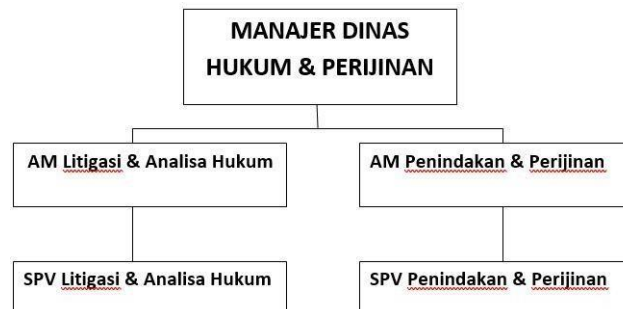 MANAJER DINAS
HUKUM & PERIJINAN
AM Litigasi & Analisa Hukum
AM Penindakan & Perijinan
SPV Litigasi & Analisa Hukum
SPV Penindakan & Perijinan